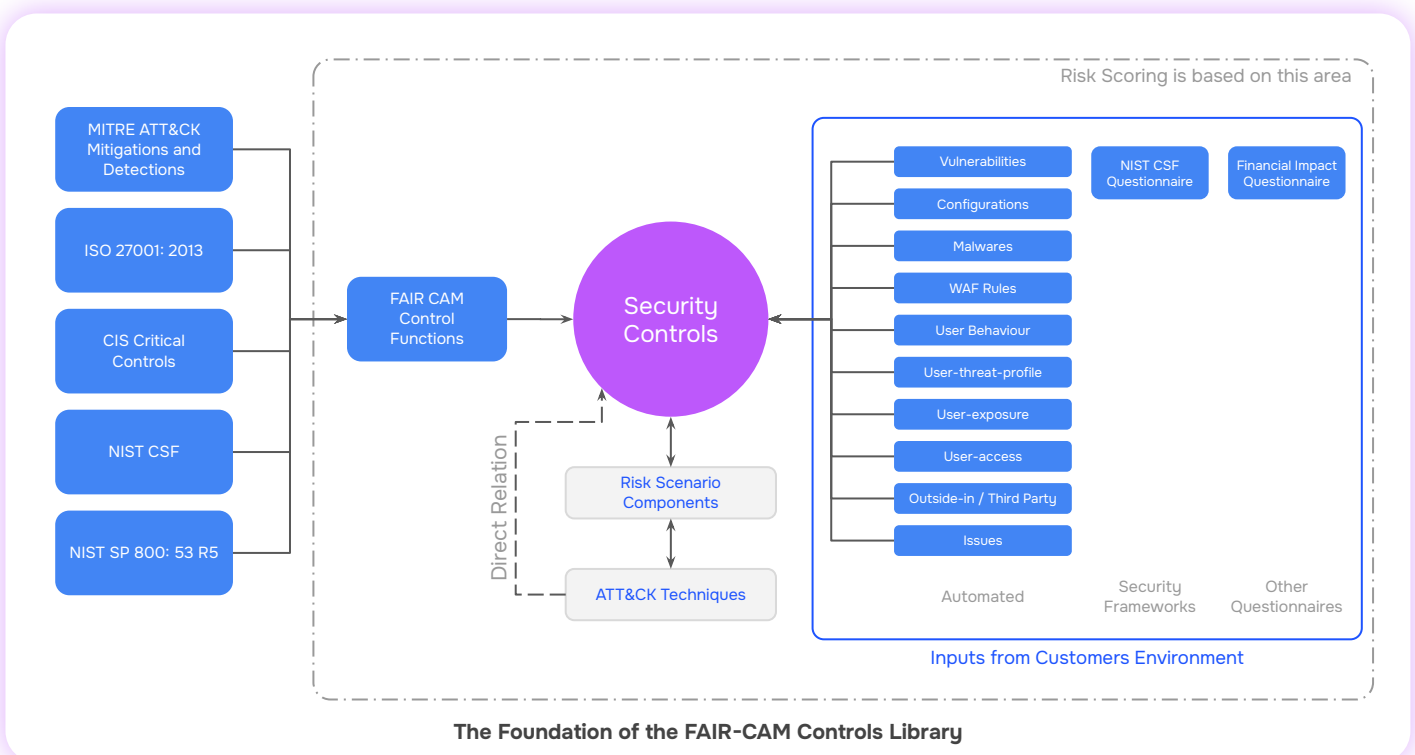 Risk Scoring is based on this area
MITRE ATT&CK
Mitigations and
Detections
ISO 27001: 2013
CIS Critical
Controls
NIST CSF
NIST SP 800: 53 R5
FAIR CAM
Control
Functions
Security
Controls
Direct Relation
Risk Scenario
Components
ATT&CK Techniques
Vulnerabilities
Configurations
Malwares
WAF Rules
User Behaviour
User-threat-profile
User-exposure
User-access
Outside-in / Third Party
Issues
Automated
NIST CSF
Questionnaire
Security
Frameworks
Financial Impact
Questionnaire
Other
Questionnaires
Inputs from Customers Environment
The Foundation of the FAIR-CAM Controls Library